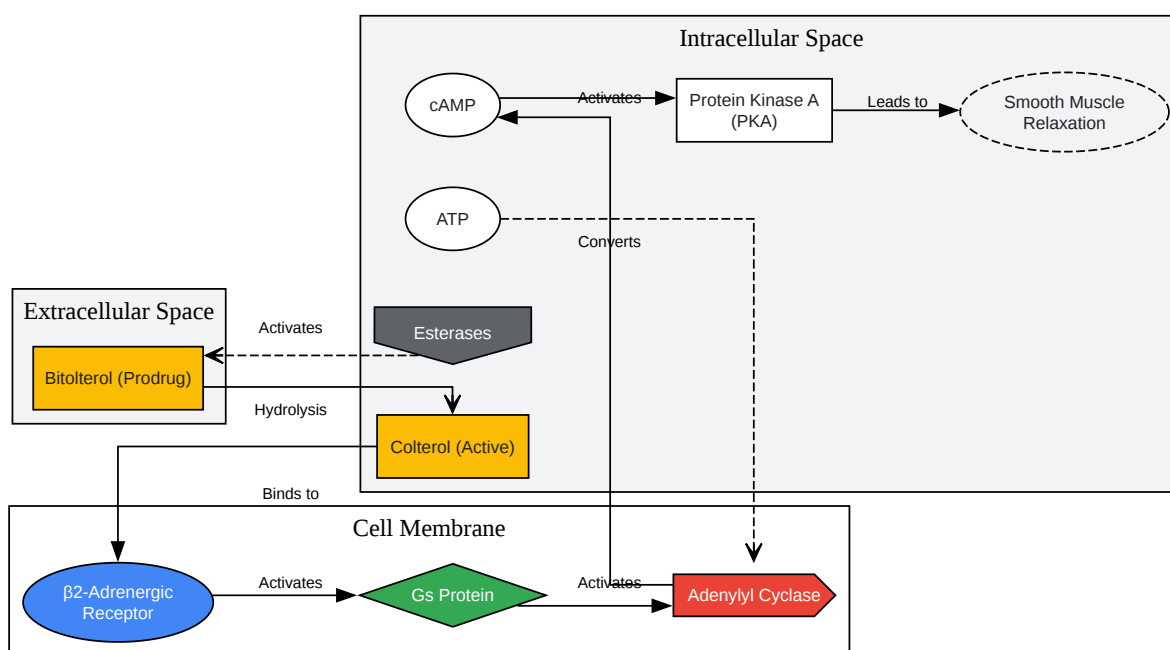 Intracellular Space
cAMP
Activates
Protein Kinase A
(PKA)
Leads to
Smooth Muscle
Relaxation
ATP
Converts
Extracellular Space
Activates
Esterases
Bitolterol (Prodrug)
Hydrolysis
Colterol (Active)
Binds to
Cell Membrane
β2-Adrenergic
Receptor
Activates
Gs Protein
Activates
Adenylyl Cyclase